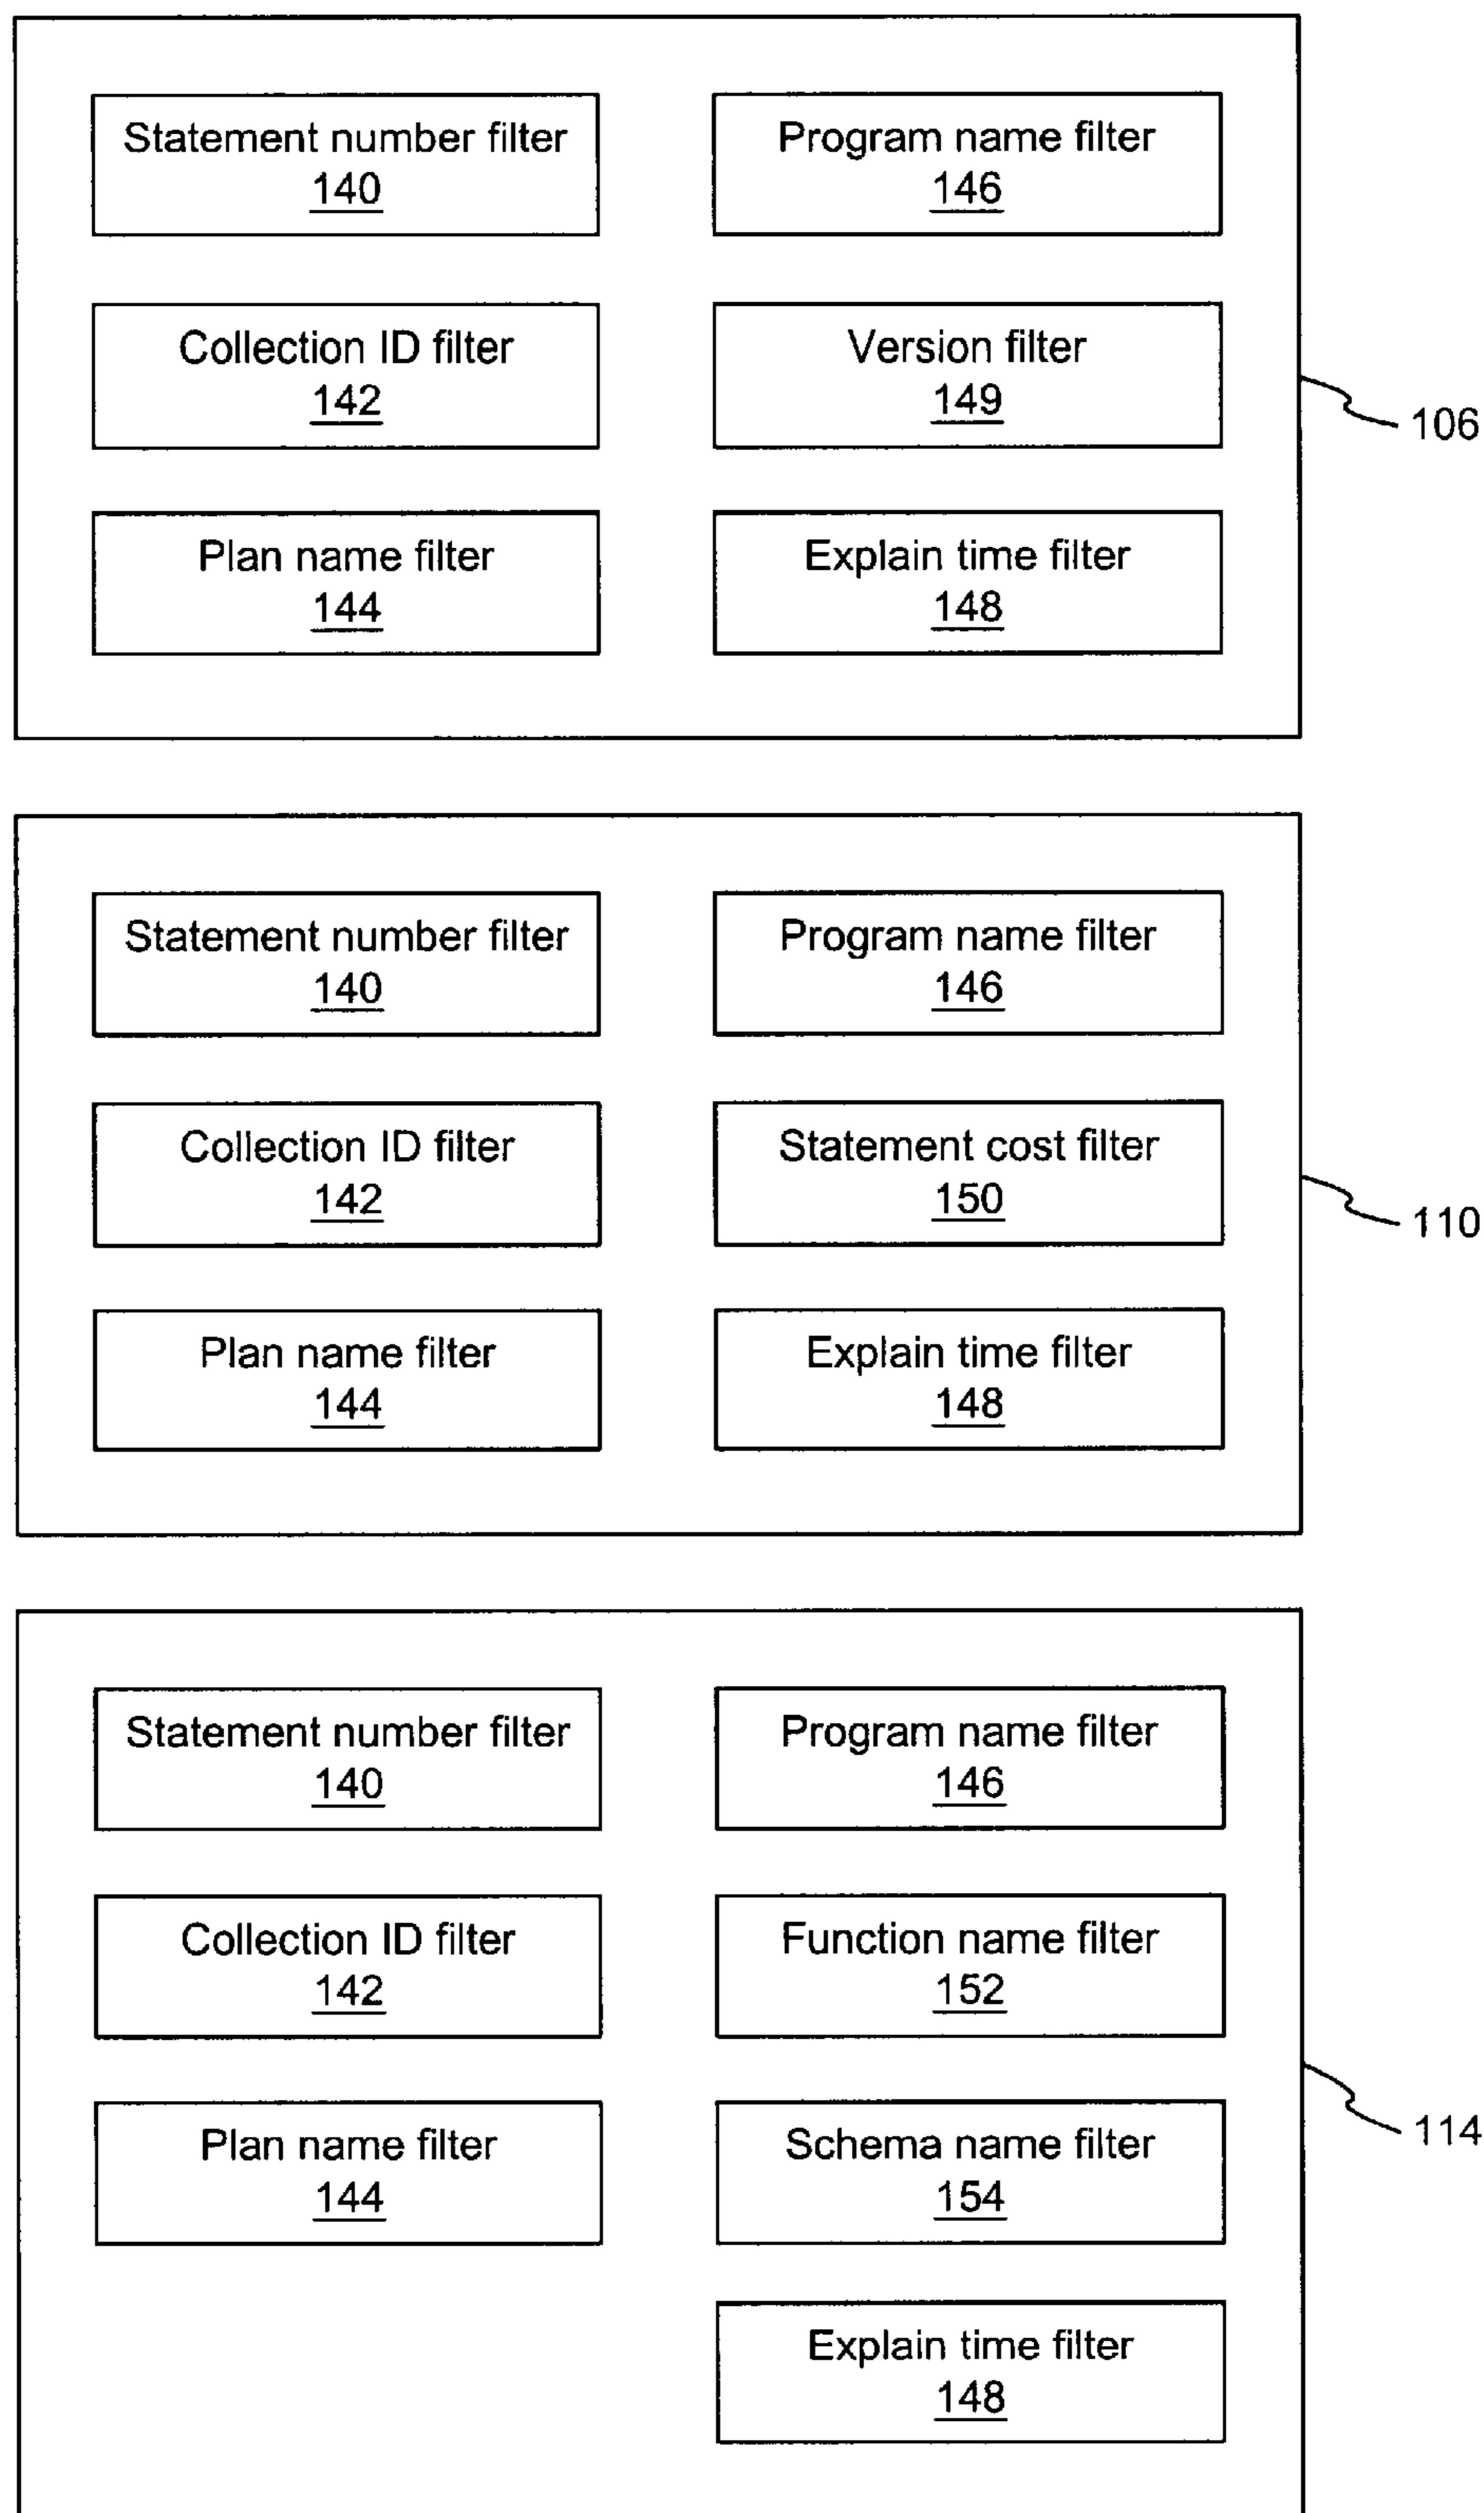 Statement number filter
140
Program name filter
146
Collection ID filter
142
Version filter
149
Plan name filter
144
Explain time filter
148
106
Statement number filter
140
Program name filter
146
Collection ID filter
142
Statement cost filter
150
Plan name filter
144
Explain time filter
148
110
Statement number filter
140
Program name filter
146
Collection ID filter
142
Function name filter
152
Plan name filter
144
Schema name filter
154
Explain time filter
148
114